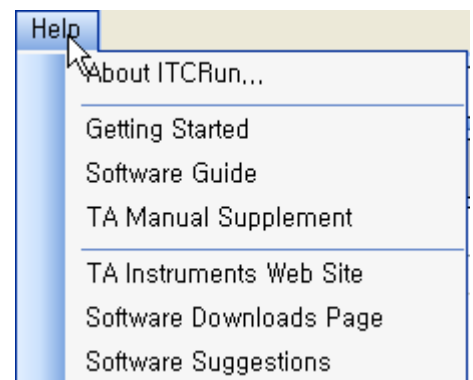 Help
About ITCRun...
Getting Started
Software Guide
TA Manual Supplement
TA Instruments Web Site
Software Downloads Page
Software Suggestions